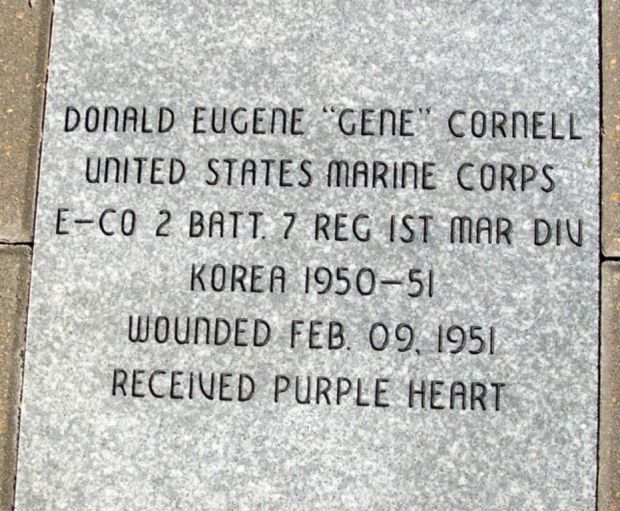 DONALD EUGENE "GENE" CORNELL
UNITED STATES MARINE CORPS
E-CO 2 BATT. 7 REG 1ST MAR DIV
KOREA 1950-51
WOUNDED FEB. 09, 1951
RECEIVED PURPLE HEART